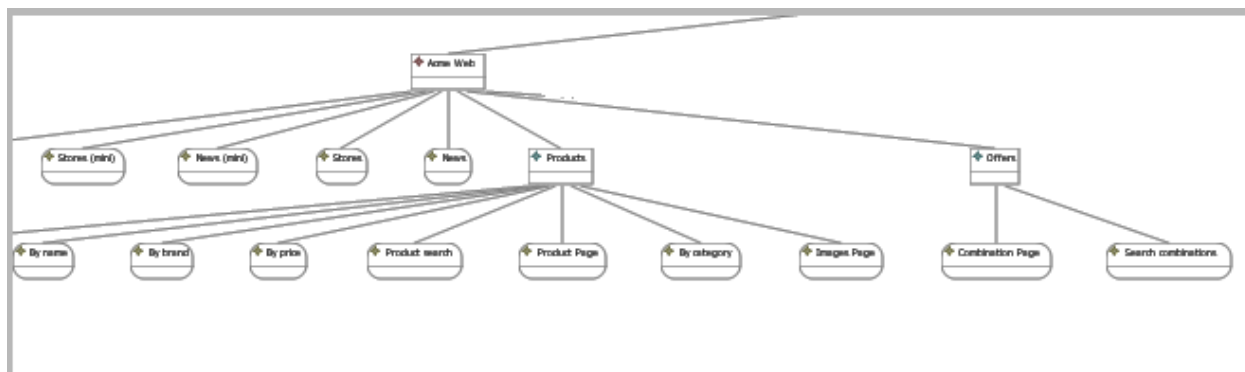 Acme Web
Stores (mini)
News (mini)
Stores
News
Products
Offers
By name
By brand
By price
Product search
Product Page
By category
Images Page
Combination Page
Search combinations